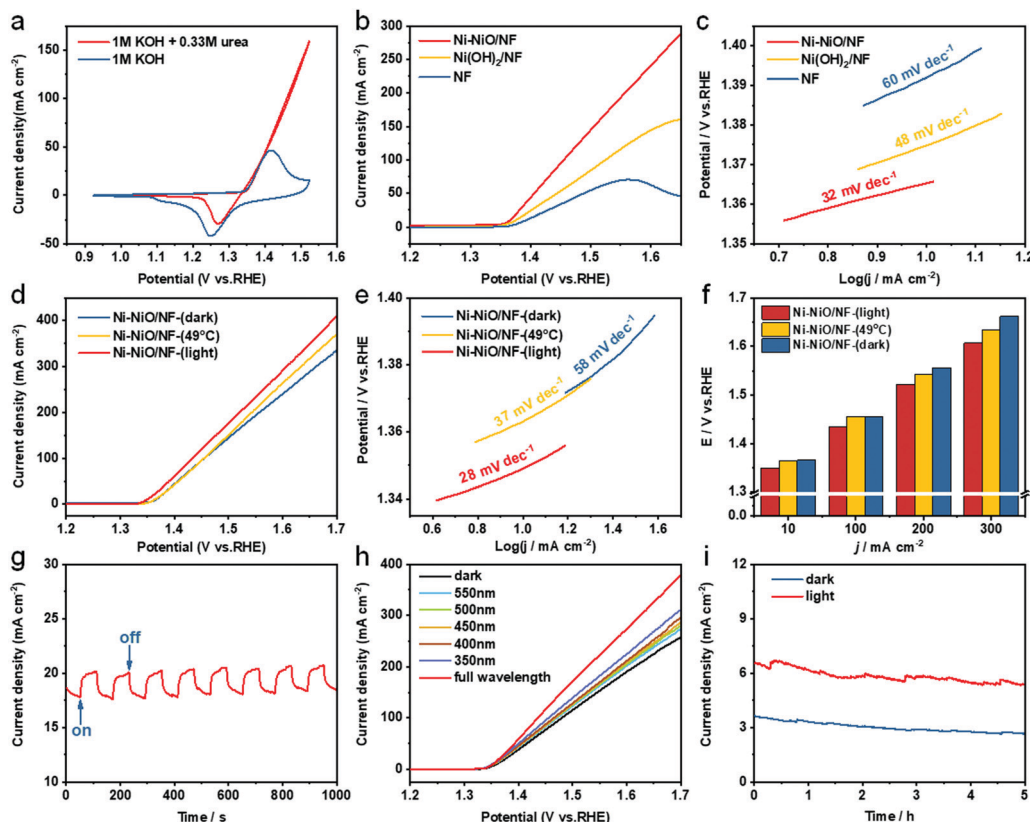 a
1M KOH + 0.33M urea
1M KOH
Current density(mA cm⁻²)
150
100
50
0
-50
0.9 1.0 1.1 1.2 1.3 1.4 1.5 1.6
Potential (V vs.RHE)
b
Ni-NiO/NF
Ni(OH)₂/NF
NF
Current density (mA cm⁻²)
300
250
200
150
100
50
0
1.2 1.3 1.4 1.5 1.6
Potential (V vs.RHE)
c
Ni-NiO/NF
Ni(OH)₂/NF
NF
60 mV dec⁻¹
48 mV dec⁻¹
32 mV dec⁻¹
Potential / V vs.RHE
1.40
1.39
1.38
1.37
1.36
1.35
0.7 0.8 0.9 1.0 1.1 1.2
Log(j / mA cm⁻²)
d
Ni-NiO/NF-(dark)
Ni-NiO/NF-(49°C)
Ni-NiO/NF-(light)
Current density (mA cm⁻²)
400
300
200
100
0
1.2 1.3 1.4 1.5 1.6 1.7
Potential (V vs.RHE)
e
Ni-NiO/NF-(dark)
Ni-NiO/NF-(49°C)
Ni-NiO/NF-(light)
58 mV dec⁻¹
37 mV dec⁻¹
28 mV dec⁻¹
Potential / V vs.RHE
1.40
1.38
1.36
1.34
0.6 0.8 1.0 1.2 1.4 1.6
Log(j / mA cm⁻²)
f
Ni-NiO/NF-(light)
Ni-NiO/NF-(49°C)
Ni-NiO/NF-(dark)
E / V vs.RHE
1.7
1.6
1.5
1.4
1.3
0.0
10 100 200 300
j / mA cm⁻²
g
off
on
Current density (mA cm⁻²)
30
25
20
15
10
0 200 400 600 800 1000
Time / s
h
dark
550nm
500nm
450nm
400nm
350nm
full wavelength
Current density (mA cm⁻²)
400
300
200
100
0
1.2 1.3 1.4 1.5 1.6 1.7
Potential (V vs.RHE)
i
dark
light
Current density (mA cm⁻²)
12
9
6
3
0
0 1 2 3 4 5
Time / h